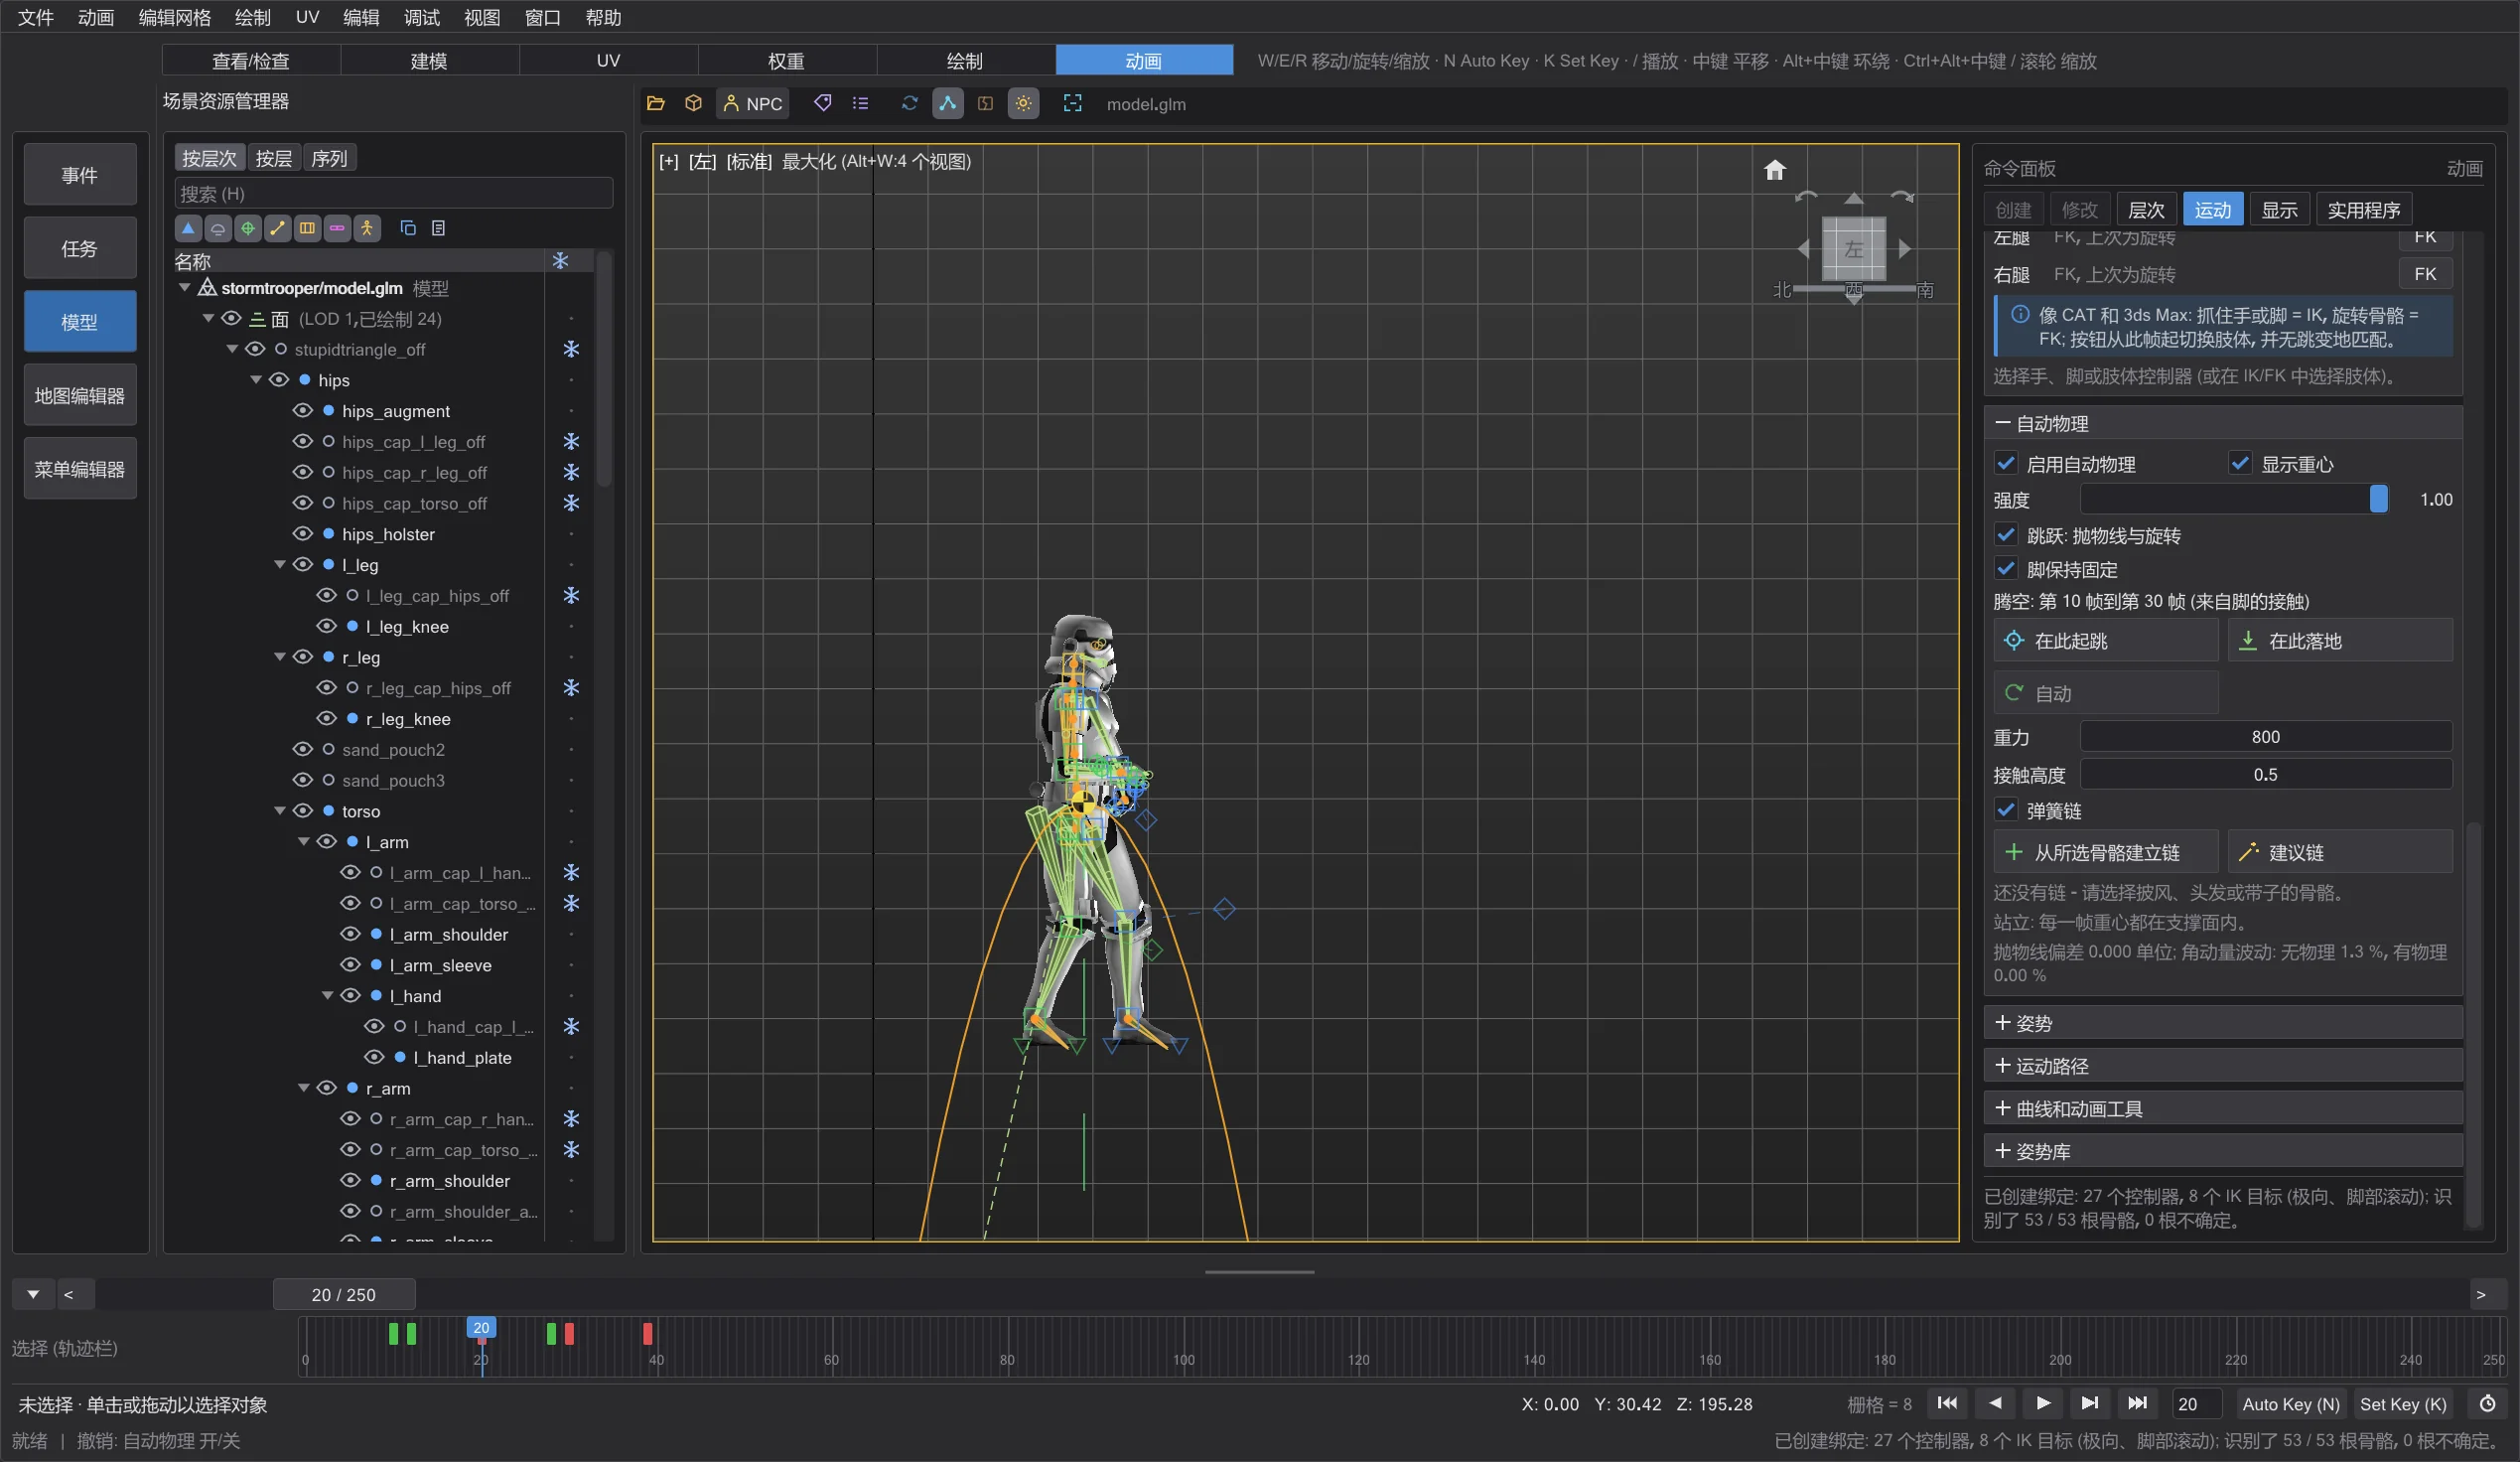 文件 动画 编辑网格 绘制 UV 编辑 调试 视图 窗口 帮助
查看/检查 建模 UV 权重 绘制 动画 W/E/R 移动/旋转/缩放 · N Auto Key · K Set Key · / 播放 · 中键 平移 · Alt+中键 环绕 · Ctrl+Alt+中键 / 滚轮 缩放
场景资源管理器
NPC model.glm
事件
任务
模型
地图编辑器
菜单编辑器
按层次 按层 序列
搜索 (H)
名称
stormtrooper/model.glm 模型
面 (LOD 1,已绘制 24)
stupidtriangle_off
hips
hips_augment
hips_cap_l_leg_off
hips_cap_r_leg_off
hips_cap_torso_off
hips_holster
l_leg
l_leg_cap_hips_off
l_leg_knee
r_leg
r_leg_cap_hips_off
r_leg_knee
sand_pouch2
sand_pouch3
torso
l_arm
l_arm_cap_l_han...
l_arm_cap_torso_...
l_arm_shoulder
l_arm_sleeve
l_hand
l_hand_cap_l_...
l_hand_plate
r_arm
r_arm_cap_r_han...
r_arm_cap_torso_...
r_arm_shoulder
r_arm_shoulder_a...
r_arm_sleeve
[+] [左] [标准] 最大化 (Alt+W:4 个视图)
左
北 西 南
命令面板 动画
创建 修改 层次 运动 显示 实用程序
左腿 FK, 上次为旋转 FK
右腿 FK, 上次为旋转 FK
像 CAT 和 3ds Max: 抓住手或脚 = IK, 旋转骨骼 =
FK; 按钮从此帧起切换肢体, 并无跳变地匹配。
选择手、脚或肢体控制器 (或在 IK/FK 中选择肢体)。
自动物理
启用自动物理 显示重心
强度 1.00
跳跃: 抛物线与旋转
脚保持固定
腾空: 第 10 帧到第 30 帧 (来自脚的接触)
在此起跳 在此落地
自动
重力 800
接触高度 0.5
弹簧链
从所选骨骼建立链 建议链
还没有链 - 请选择披风、头发或带子的骨骼。
站立: 每一帧重心都在支撑面内。
抛物线偏差 0.000 单位; 角动量波动: 无物理 1.3 %, 有物理
0.00 %
姿势
运动路径
曲线和动画工具
姿势库
已创建绑定: 27 个控制器, 8 个 IK 目标 (极向、脚部滚动); 识
别了 53 / 53 根骨骼, 0 根不确定。
< 20 / 250 >
选择 (轨迹栏)
20
0 20 40 60 80 100 120 140 160 180 200 220 240 250
未选择 · 单击或拖动以选择对象 X: 0.00 Y: 30.42 Z: 195.28 栅格 = 8 20 Auto Key (N) Set Key (K)
就绪 | 撤销: 自动物理 开/关 已创建绑定: 27 个控制器, 8 个 IK 目标 (极向、脚部滚动); 识别了 53 / 53 根骨骼, 0 根不确定。